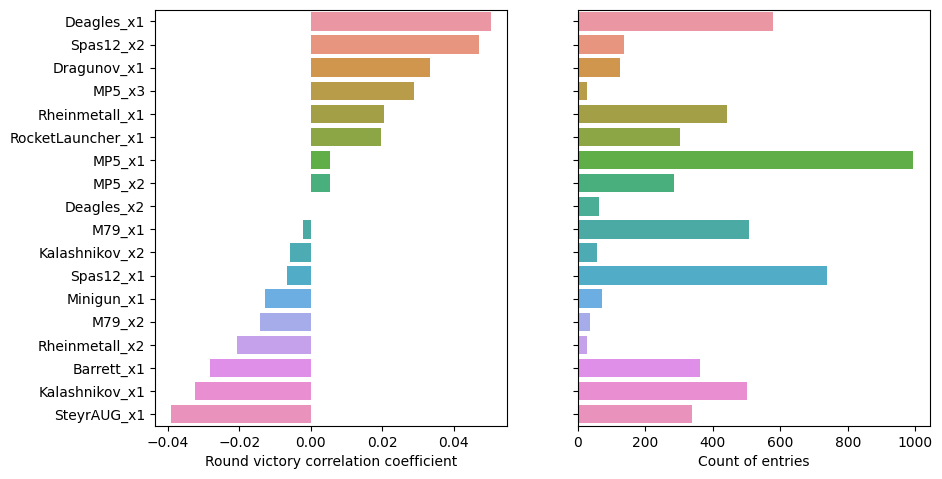 Deagles_x1
Spas12_x2
Dragunov_x1
MP5_x3
Rheinmetall_x1
RocketLauncher_x1
MP5_x1
MP5_x2
Deagles_x2
M79_x1
Kalashnikov_x2
Spas12_x1
Minigun_x1
M79_x2
Rheinmetall_x2
Barrett_x1
Kalashnikov_x1
SteyrAUG_x1
−0.04 −0.02 0.00 0.02 0.04
Round victory correlation coefficient
0 200 400 600 800 1000
Count of entries